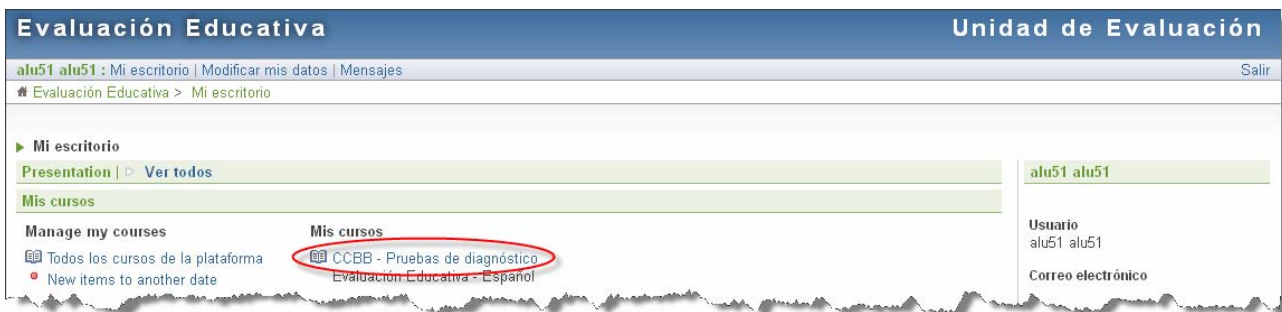 Evaluación Educativa
Unidad de Evaluación
alu51 alu51 : Mi escritorio | Modificar mis datos | Mensajes
Salir
Evaluación Educativa > Mi escritorio
Mi escritorio
Presentation | Ver todos
Mis cursos
Manage my courses
Todos los cursos de la plataforma
New items to another date
Mis cursos
CCBB - Pruebas de diagnóstico
Evaluación Educativa - Español
alu51 alu51
Usuario
alu51 alu51
Correo electrónico